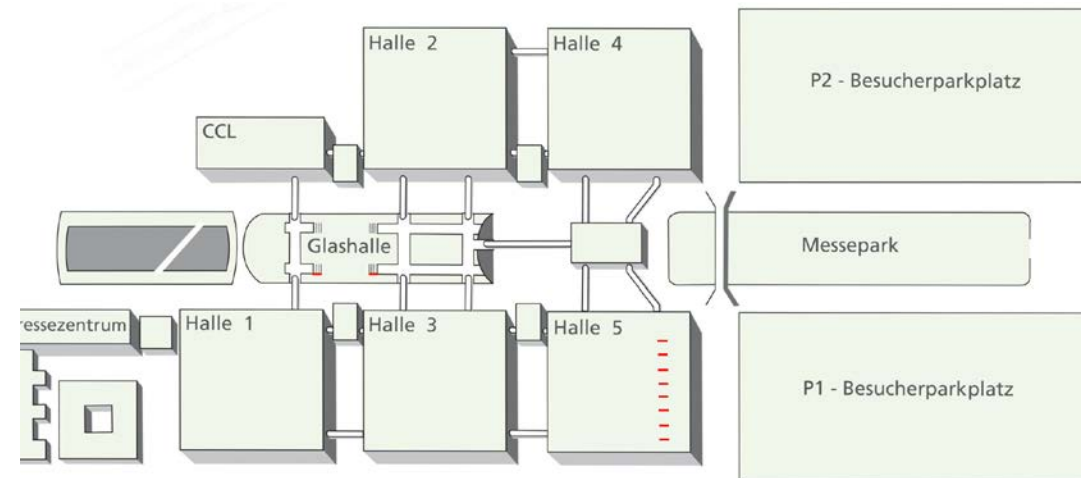 Halle 2
Halle 4
P2 - Besucherparkplatz
CCL
Glashalle
Messepark
ressezentrum
Halle 1
Halle 3
Halle 5
P1 - Besucherparkplatz